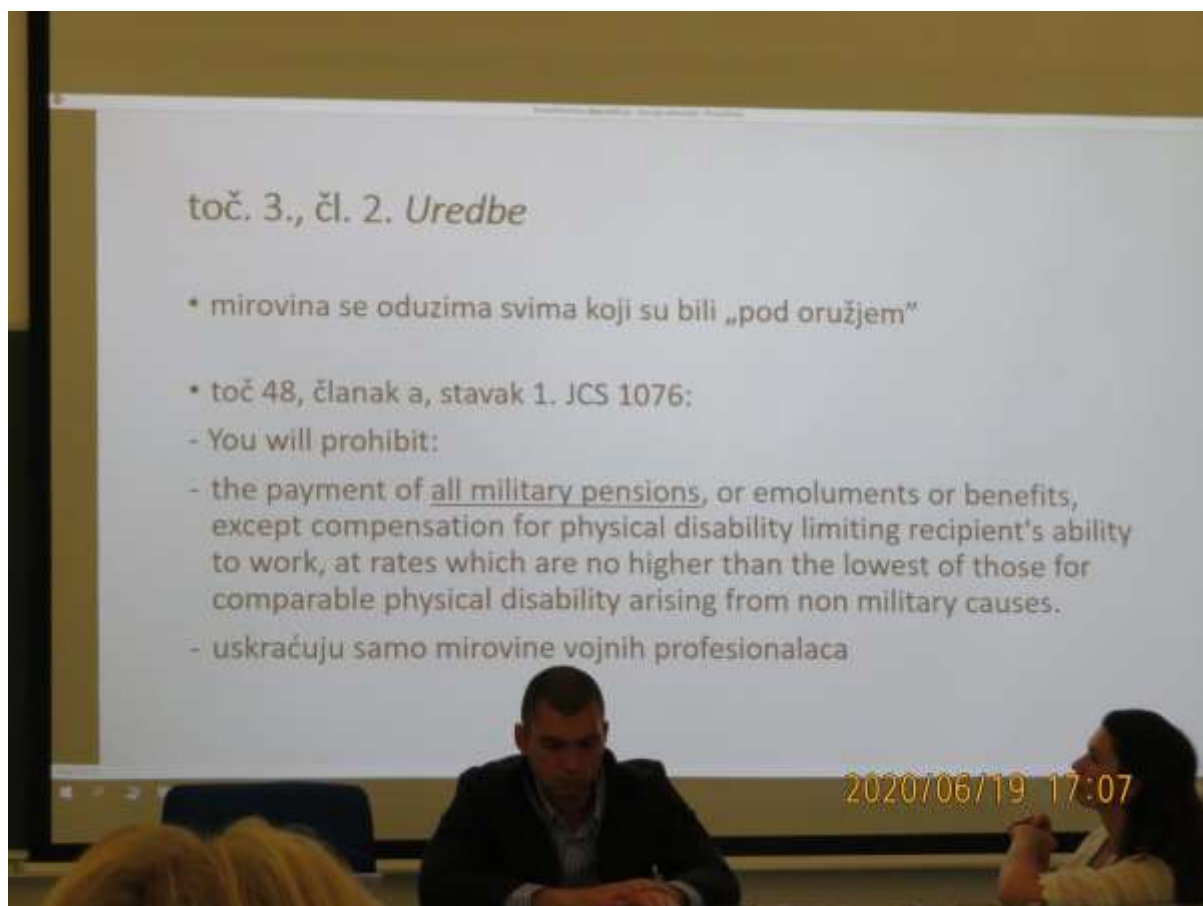 toč. 3., čl. 2. Uredbe
• mirovina se oduzima svima koji su bili „pod oružjem”
• toč 48, članak a, stavak 1. JCS 1076:
- You will prohibit:
- the payment of all military pensions, or emoluments or benefits,
except compensation for physical disability limiting recipient's ability
to work, at rates which are no higher than the lowest of those for
comparable physical disability arising from non military causes.
- uskraćuju samo mirovine vojnih profesionalaca
2020/06/19 17:07